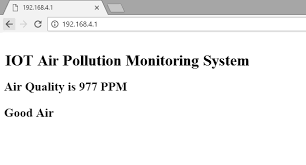 192.168.4.1
192.168.4.1
IOT Air Pollution Monitoring System
Air Quality is 977 PPM
Good Air